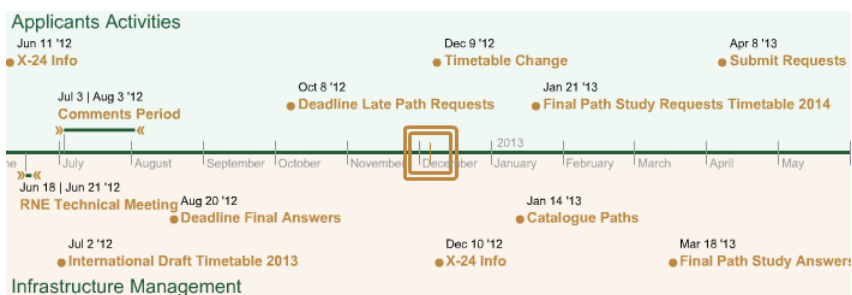 Applicants Activities
Jun 11 '12
X-24 Info
Dec 9 '12
Timetable Change
Apr 8 '13
Submit Requests
Jul 3 | Aug 3 '12
Comments Period
Oct 8 '12
Deadline Late Path Requests
Jan 21 '13
Final Path Study Requests Timetable 2014
2013
ne July August September October November December January February March April May
Jun 18 | Jun 21 '12
RNE Technical Meeting
Aug 20 '12
Deadline Final Answers
Jan 14 '13
Catalogue Paths
Jul 2 '12
International Draft Timetable 2013
Dec 10 '12
X-24 Info
Mar 18 '13
Final Path Study Answers
Infrastructure Management